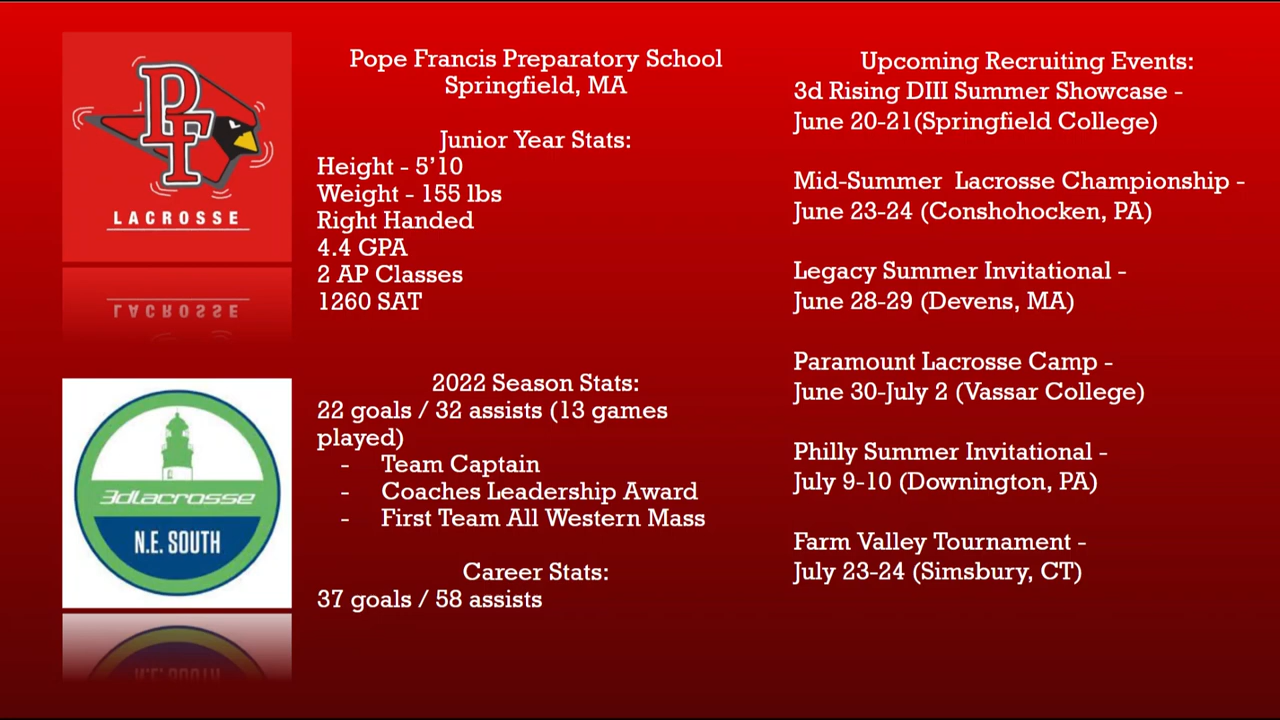 PF
LACROSSE
3dlacrosse
N.E. SOUTH
Pope Francis Preparatory School
Springfield, MA
Junior Year Stats:
Height - 5’10
Weight - 155 lbs
Right Handed
4.4 GPA
2 AP Classes
1260 SAT
2022 Season Stats:
22 goals / 32 assists (13 games
played)
- Team Captain
- Coaches Leadership Award
- First Team All Western Mass
Career Stats:
37 goals / 58 assists
Upcoming Recruiting Events:
3d Rising DIII Summer Showcase -
June 20-21(Springfield College)
Mid-Summer  Lacrosse Championship -
June 23-24 (Conshohocken, PA)
Legacy Summer Invitational -
June 28-29 (Devens, MA)
Paramount Lacrosse Camp -
June 30-July 2 (Vassar College)
Philly Summer Invitational -
July 9-10 (Downington, PA)
Farm Valley Tournament -
July 23-24 (Simsbury, CT)